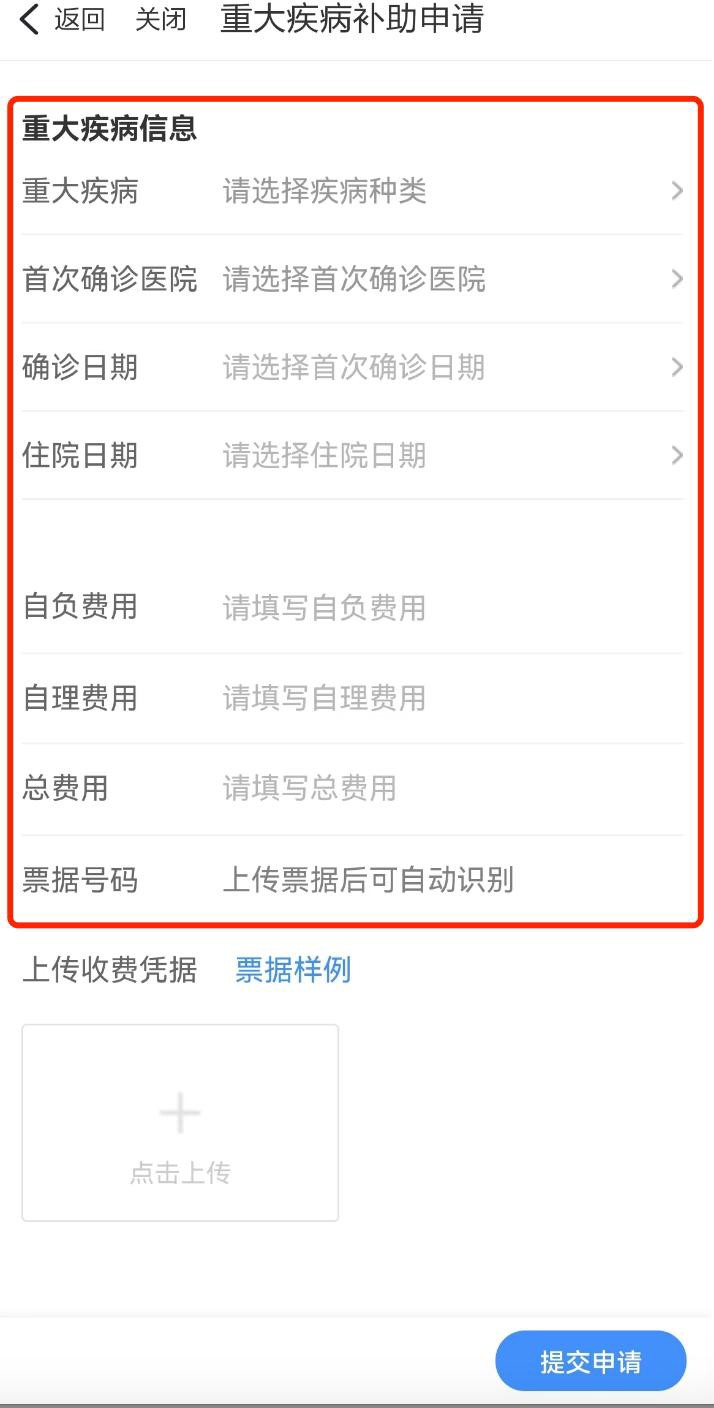 返回 关闭 重大疾病补助申请
重大疾病信息
重大疾病 请选择疾病种类
首次确诊医院 请选择首次确诊医院
确诊日期 请选择首次确诊日期
住院日期 请选择住院日期
自负费用 请填写自负费用
自理费用 请填写自理费用
总费用 请填写总费用
票据号码 上传票据后可自动识别
上传收费凭据 票据样例
点击上传
提交申请